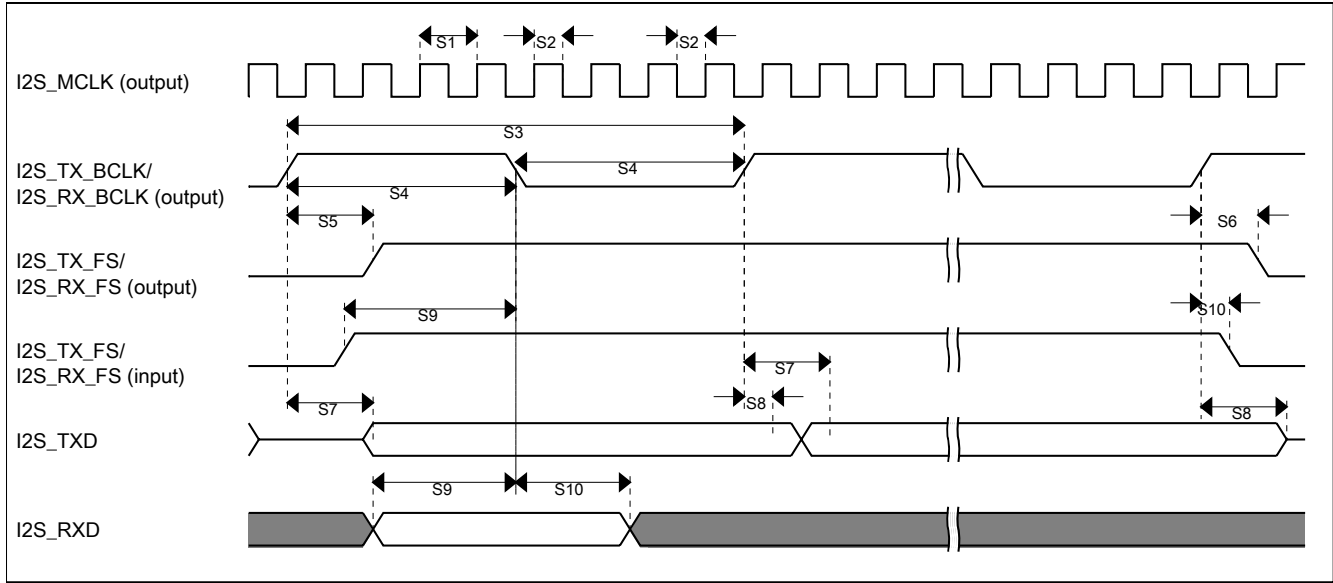 S1
S2
S2
I2S_MCLK (output)
S3
I2S_TX_BCLK/
I2S_RX_BCLK (output)
S4
S4
S5
S6
I2S_TX_FS/
I2S_RX_FS (output)
S9
S10
I2S_TX_FS/
I2S_RX_FS (input)
S7
S8
S7
S8
I2S_TXD
S9
S10
I2S_RXD